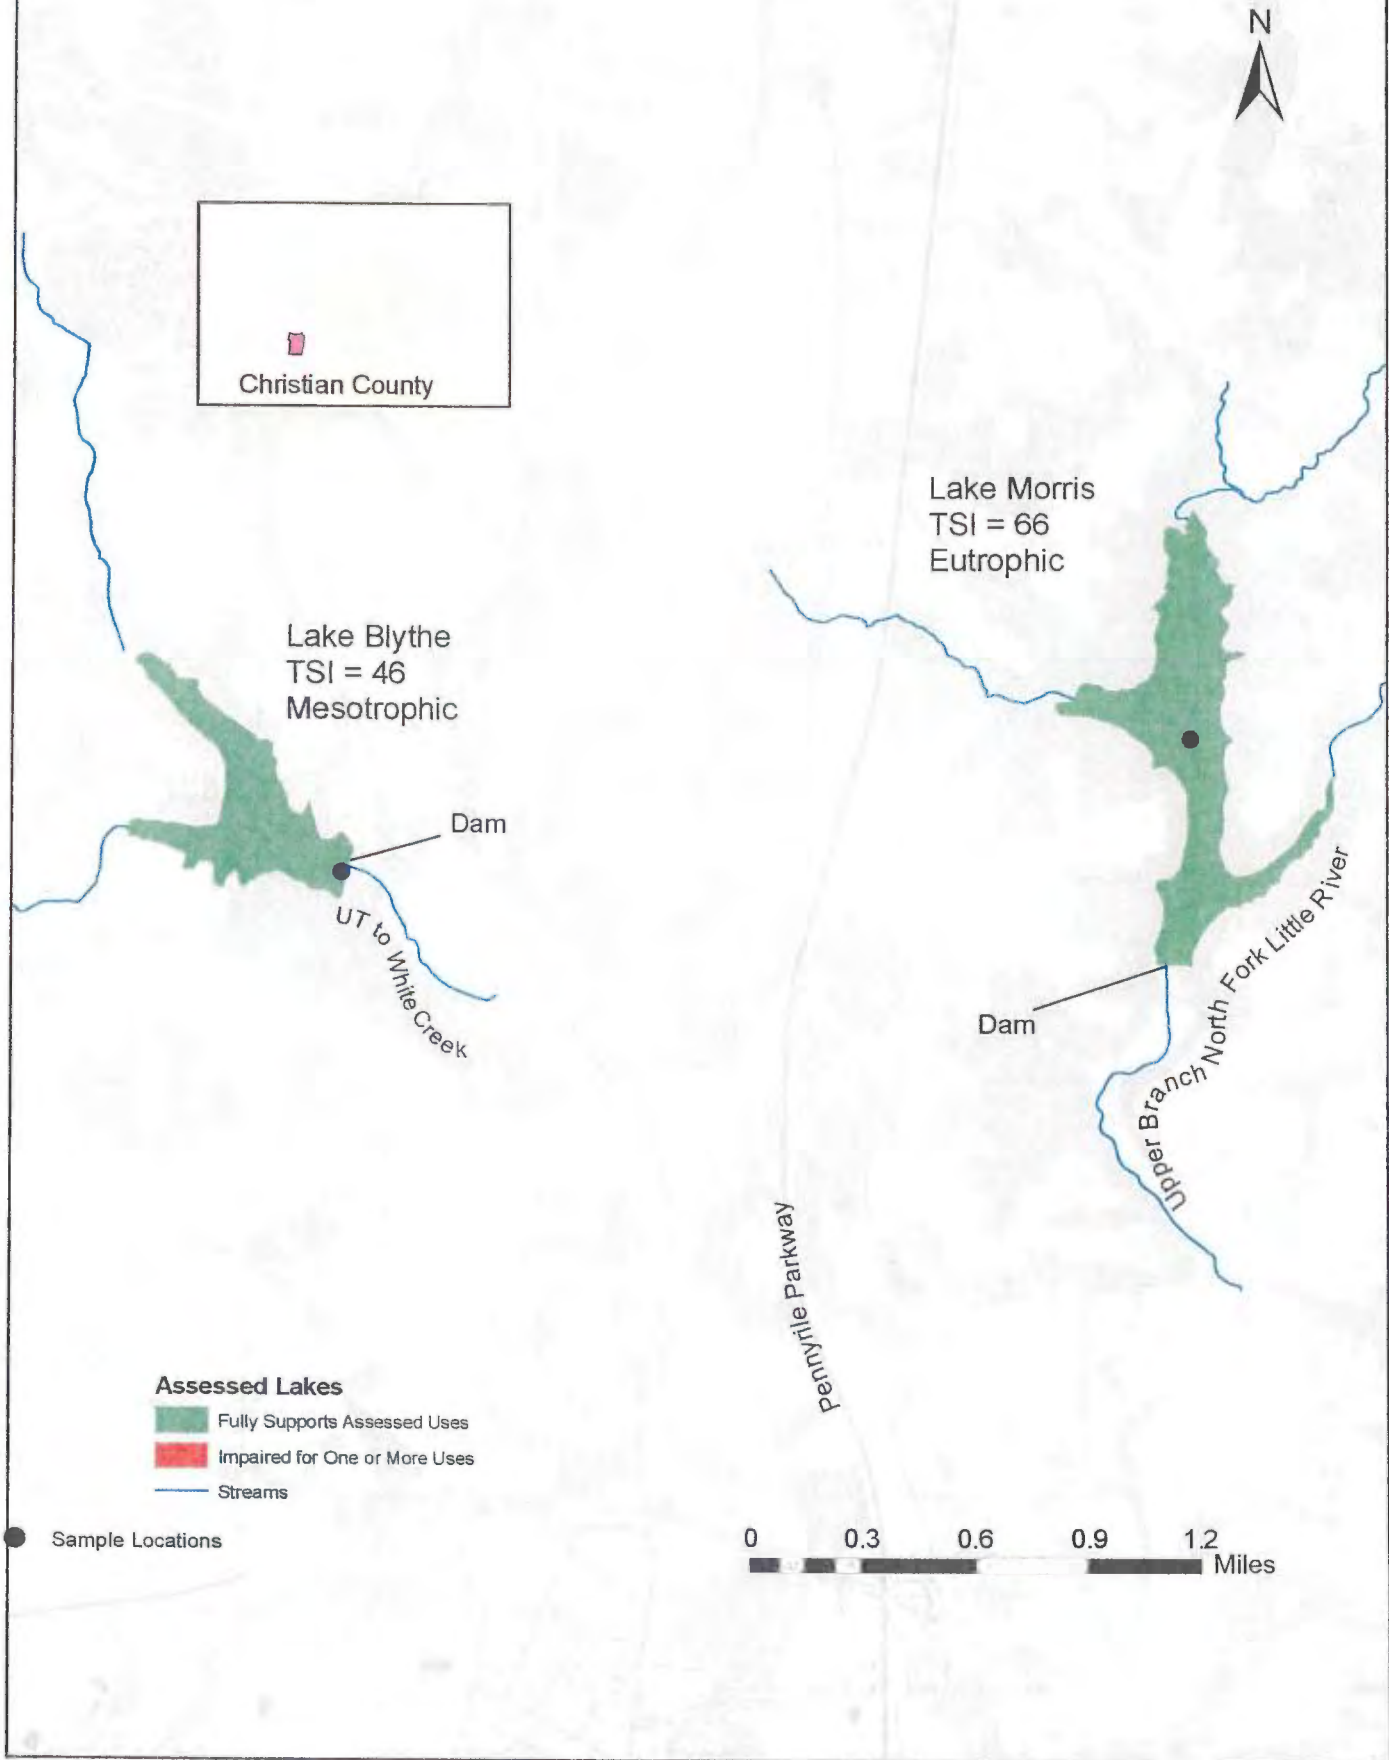 N
Christian County
Lake Morris
TSI = 66
Eutrophic
Lake Blythe
TSI = 46
Mesotrophic
Dam
UT to White Creek
Dam
Upper Branch North Fork Little River
Pennyrile Parkway
Assessed Lakes
Fully Supports Assessed Uses
Impaired for One or More Uses
Streams
Sample Locations
0 0.3 0.6 0.9 1.2
Miles